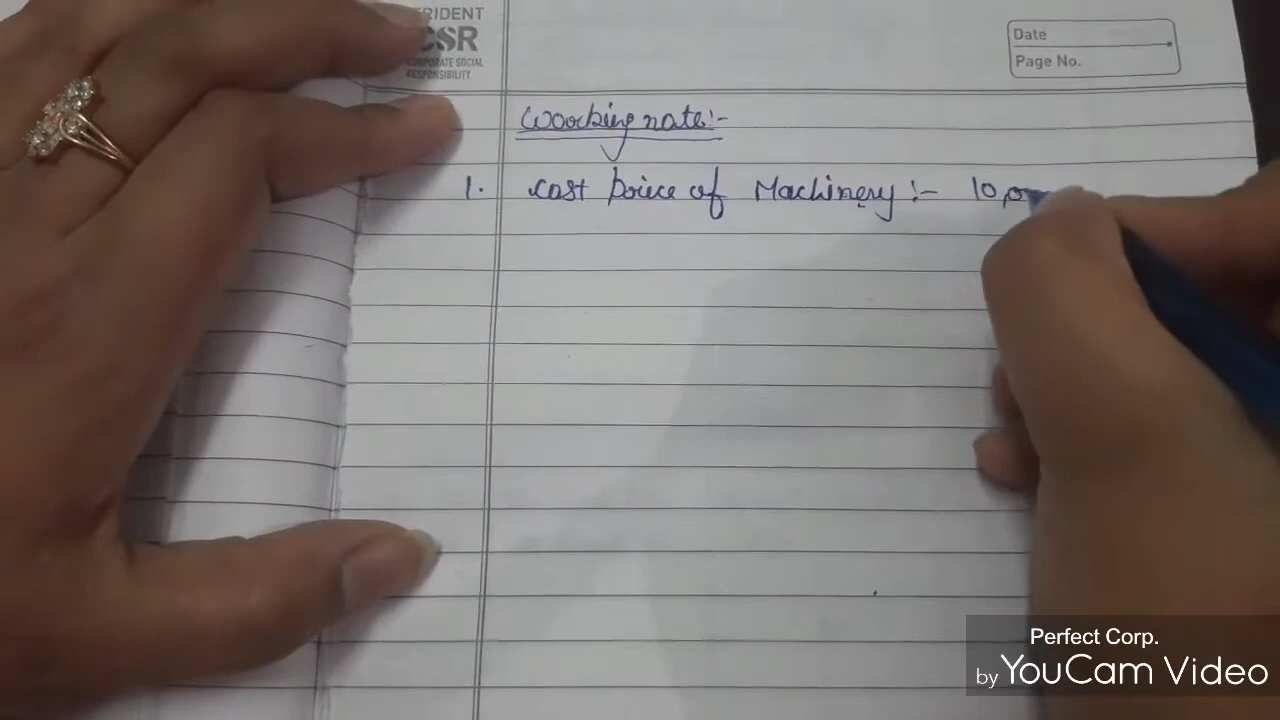 TRIDENT
CSR
CORPORATE SOCIAL
RESPONSIBILITY
Date
Page No.
Working note:-
1. Cost price of Machinery:- 10,0
Perfect Corp.
by YouCam Video